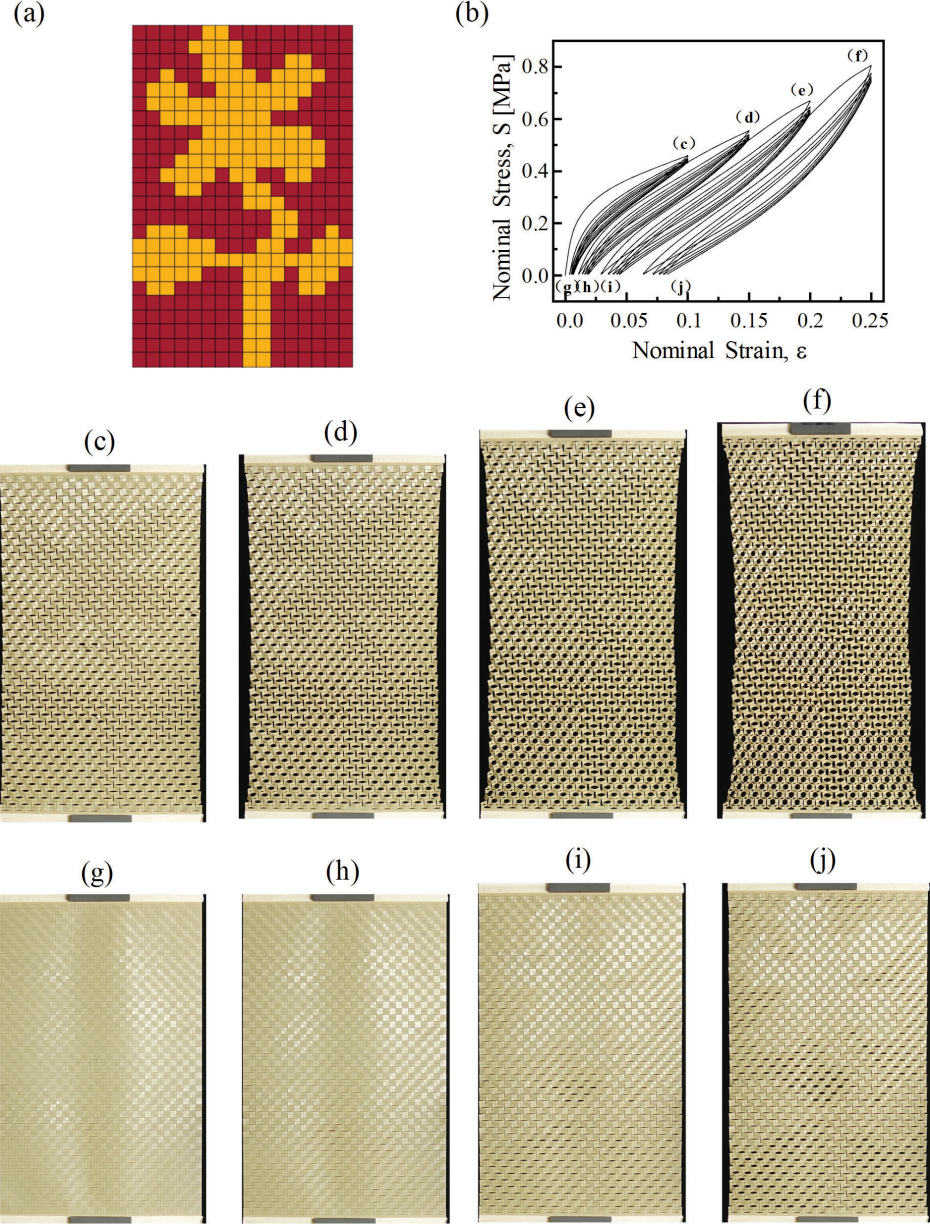 (a)
(b)
Nominal Stress, S [MPa]
0.8
0.6
0.4
0.2
0.0
(c)
(d)
(e)
(f)
(g)
(h)
(i)
(j)
0.0
0.05
0.1
0.15
0.2
0.25
Nominal Strain, ε
(c)
(d)
(e)
(f)
(g)
(h)
(i)
(j)